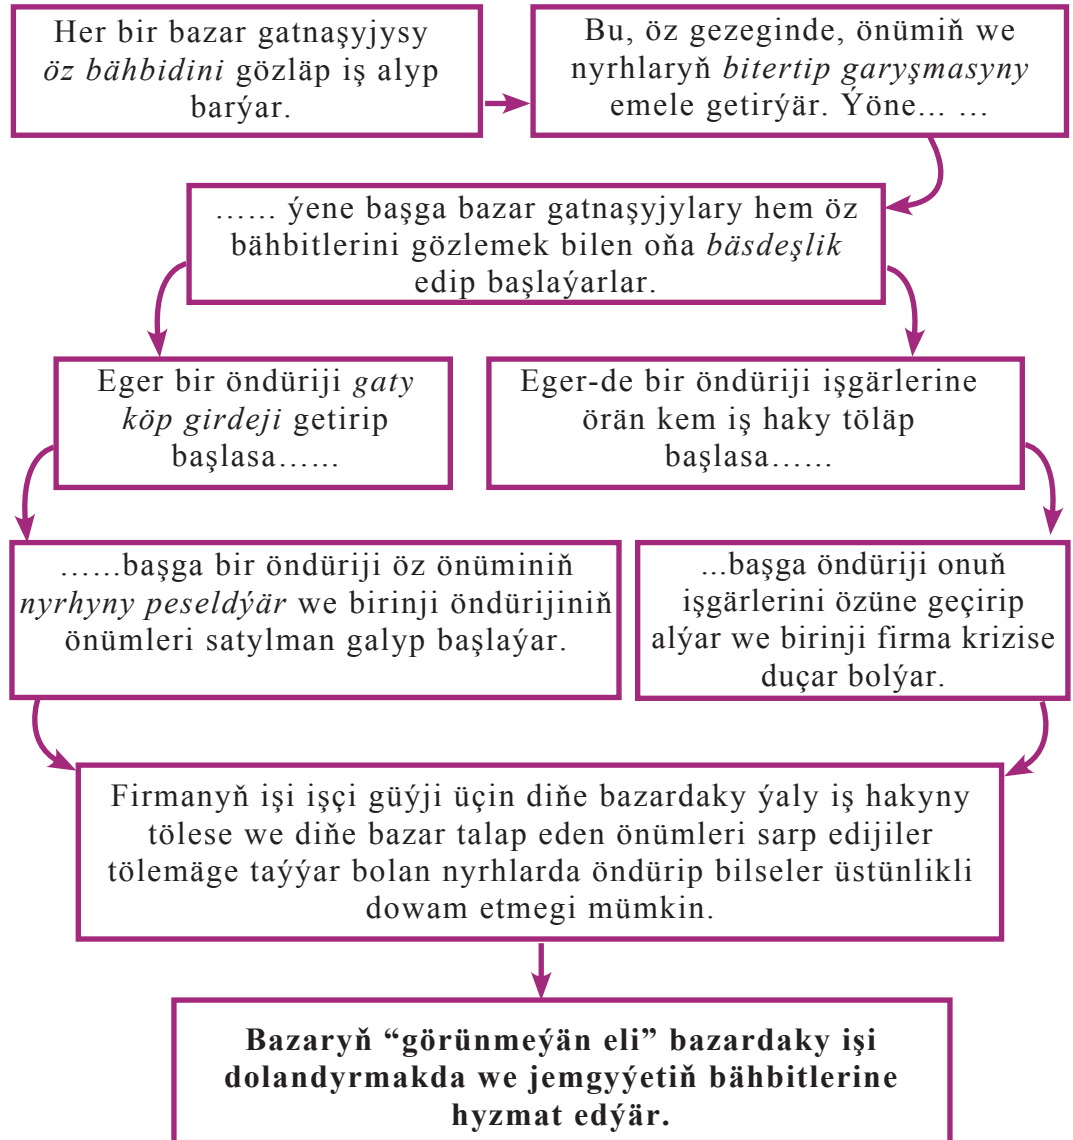 Her bir bazar gatnaşyjysy
öz bähbidini gözläp iş alyp
barýar.
Bu, öz gezeginde, önümiň we
nyrhlaryň bitertip garyşmasyny
emele getirýär. Ýöne... ...
…... ýene başga bazar gatnaşyjylary hem öz
bähbitlerini gözlemek bilen oňa bäsdeşlik
edip başlaýarlar.
Eger bir öndüriji gaty
köp girdeji getirip
başlasa…...
Eger-de bir öndüriji işgärlerine
örän kem iş haky töläp
başlasa…...
…...başga bir öndüriji öz önüminiň
nyrhyny peseldýär we birinji öndürijiniň
önümleri satylman galyp başlaýar.
...başga öndüriji onuň
işgärlerini özüne geçirip
alýar we birinji firma krizise
duçar bolýar.
Firmanyň işi işçi güýji üçin diňe bazardaky ýaly iş hakyny
tölese we diňe bazar talap eden önümleri sarp edijiler
tölemäge taýýar bolan nyrhlarda öndürip bilseler üstünlikli
dowam etmegi mümkin.
Bazaryň “görünmeýän eli” bazardaky işi
dolandyrmakda we jemgyýetiň bähbitlerine
hyzmat edýär.